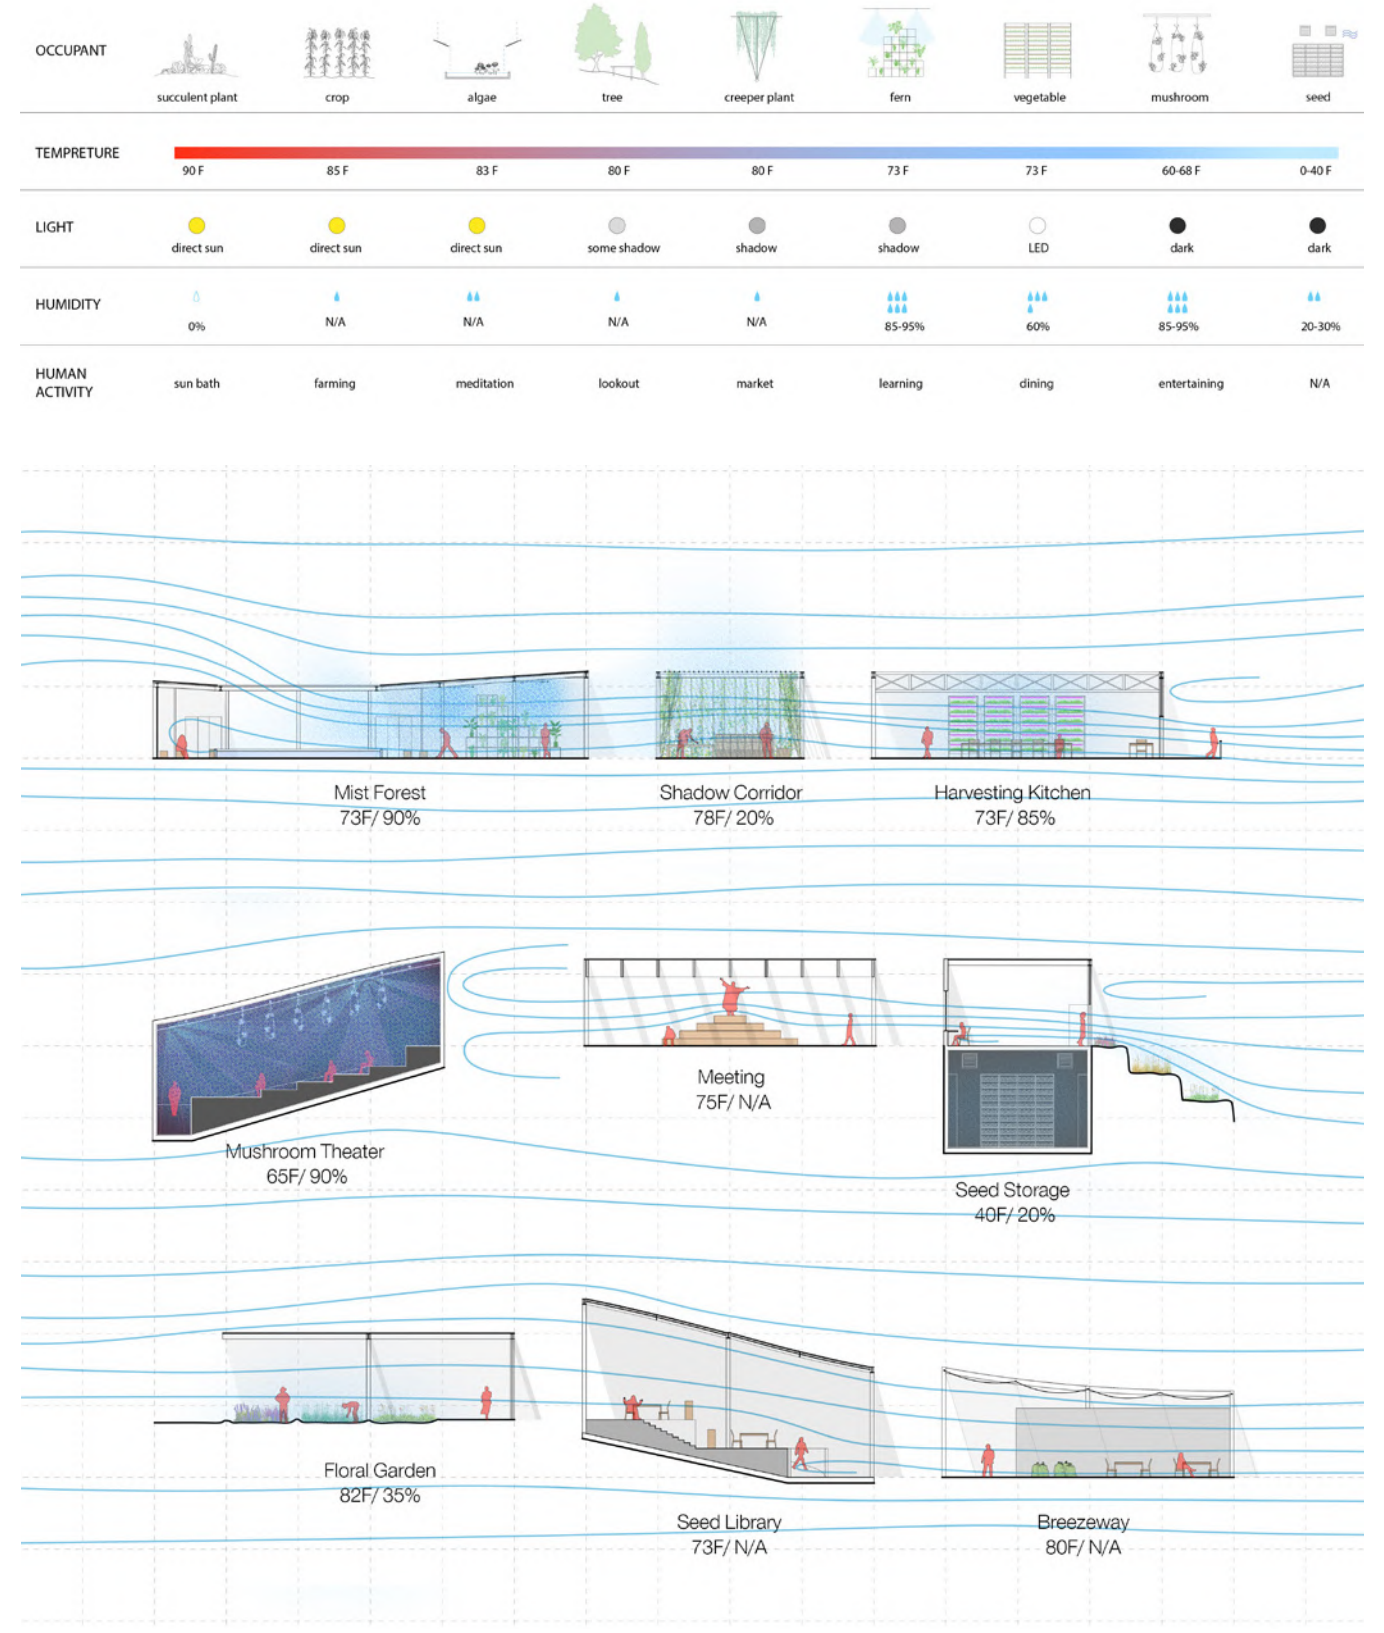 OCCUPANT
succulent plant crop algae tree creeper plant fern vegetable mushroom seed
TEMPRETURE
90 F 85 F 83 F 80 F 80 F 73 F 73 F 60-68 F 0-40 F
LIGHT
direct sun direct sun direct sun some shadow shadow shadow LED dark dark
HUMIDITY
0% N/A N/A N/A N/A 85-95% 60% 85-95% 20-30%
HUMAN
ACTIVITY
sun bath farming meditation lookout market learning dining entertaining N/A
Mist Forest
73F/ 90%
Shadow Corridor
78F/ 20%
Harvesting Kitchen
73F/ 85%
Mushroom Theater
65F/ 90%
Meeting
75F/ N/A
Seed Storage
40F/ 20%
Floral Garden
82F/ 35%
Seed Library
73F/ N/A
Breezeway
80F/ N/A